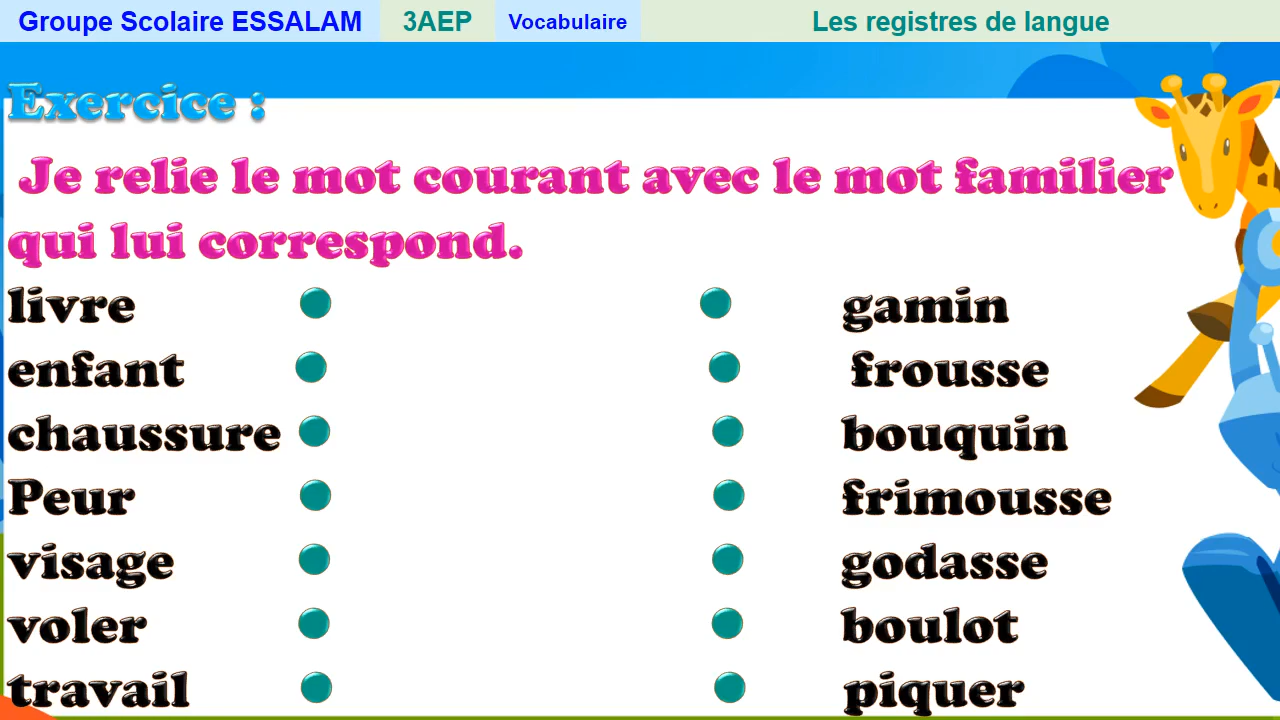 Groupe Scolaire ESSALAM 3AEP Vocabulaire Les registres de langue
Exercice :
Je relie le mot courant avec le mot familier
qui lui correspond.
livre gamin
enfant frousse
chaussure bouquin
Peur frimousse
visage godasse
voler boulot
travail piquer